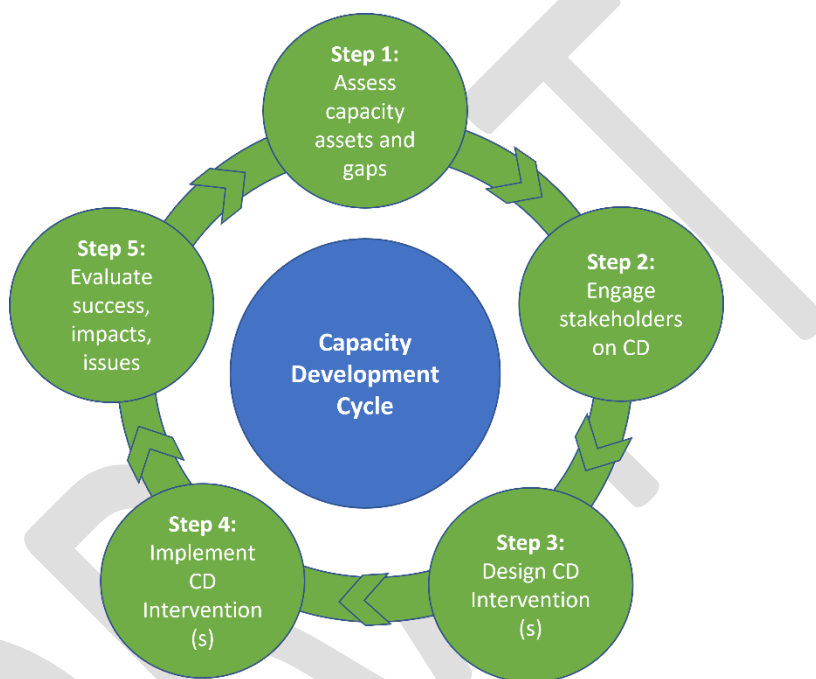 Step 1:
Assess
capacity
assets and
gaps
Step 2:
Engage
stakeholders
on CD
Step 3:
Design CD
Intervention
(s)
Step 4:
Implement
CD
Intervention
(s)
Step 5:
Evaluate
success,
impacts,
issues
Capacity
Development
Cycle